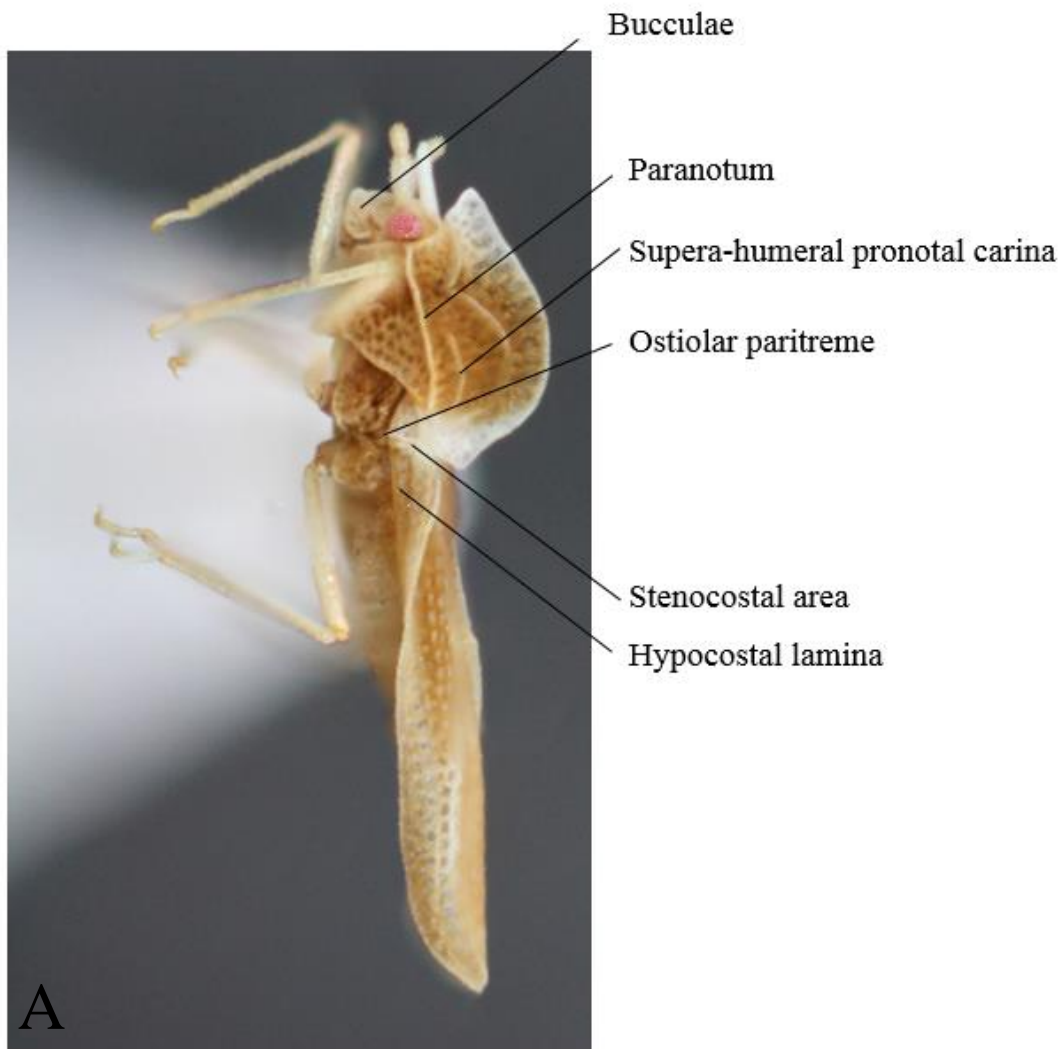 Bucculae
Paranotum
Supera-humeral pronotal carina
Ostiolar paritreme
Stenocostal area
Hypocostal lamina
A